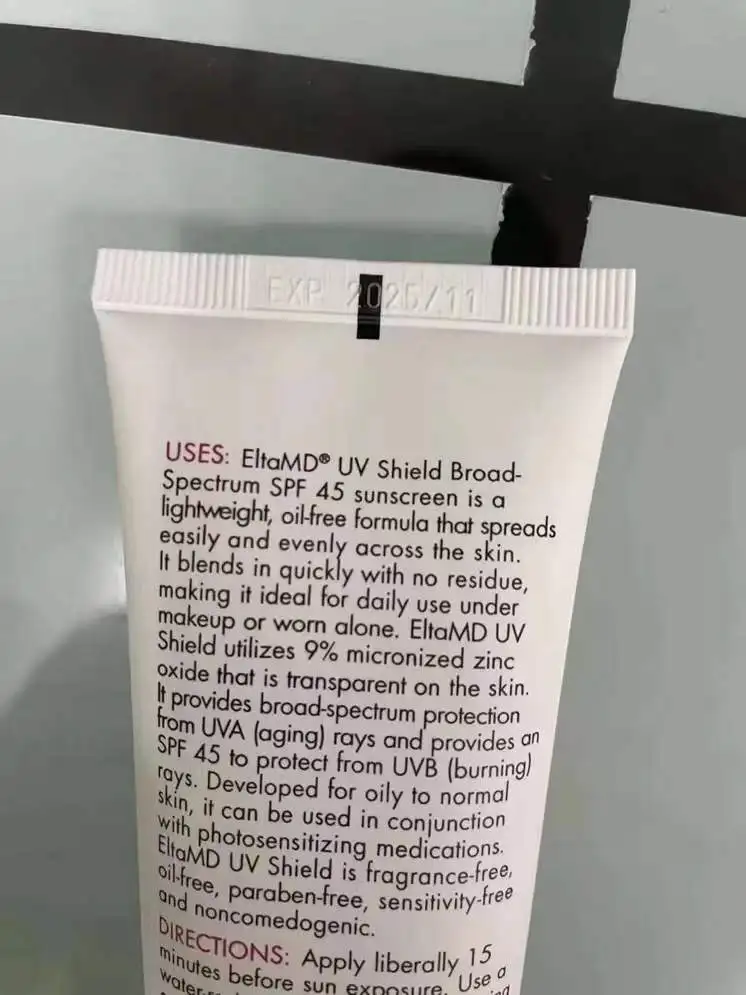 EXP 2026/11
USES: EltaMD® UV Shield Broad-
Spectrum SPF 45 sunscreen is a
lightweight, oil-free formula that spreads
easily and evenly across the skin.
It blends in quickly with no residue,
making it ideal for daily use under
makeup or worn alone. EltaMD UV
Shield utilizes 9% micronized zinc
oxide that is transparent on the skin.
It provides broad-spectrum protection
from UVA (aging) rays and provides an
SPF 45 to protect from UVB (burning)
rays. Developed for oily to normal
skin, it can be used in conjunction
with photosensitizing medications.
EltaMD UV Shield is fragrance-free,
oil-free, paraben-free, sensitivity-free
and noncomedogenic.
DIRECTIONS: Apply liberally 15
minutes before sun exposure. Use a